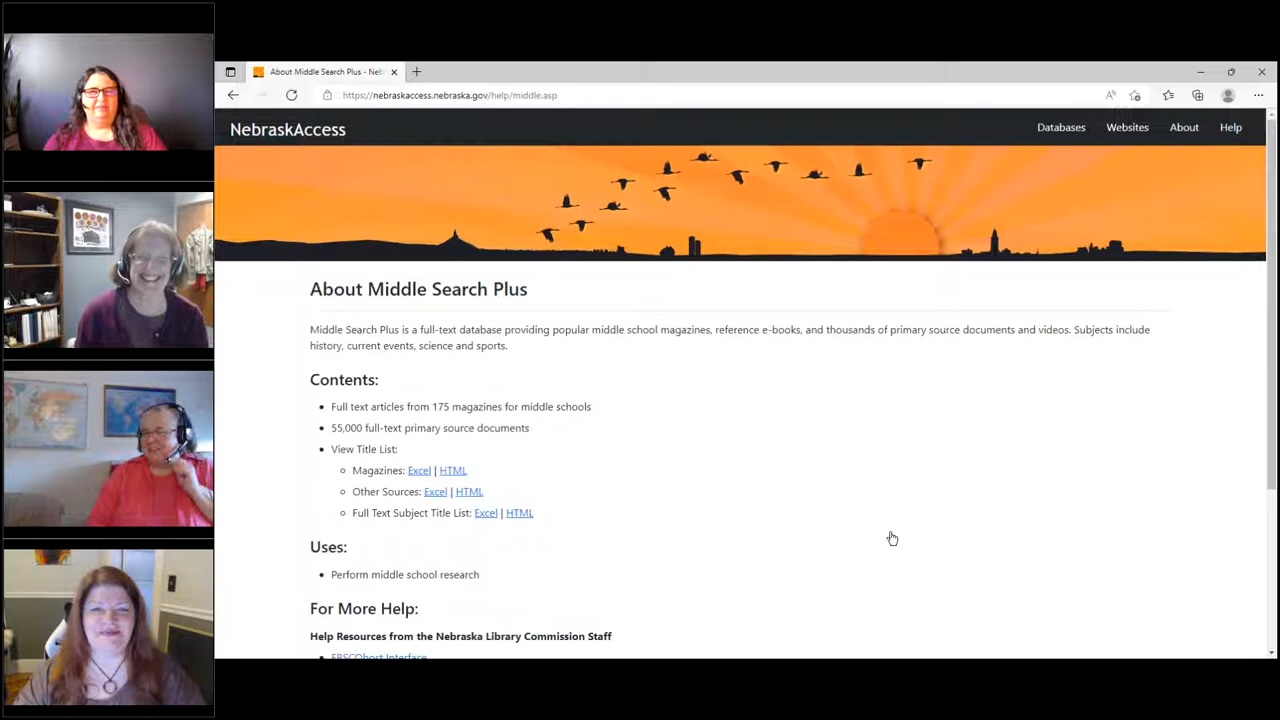 About Middle Search Plus - Neb
https://nebraskaccess.nebraska.gov/help/middle.asp
NebraskAccess
Databases Websites About Help
About Middle Search Plus
Middle Search Plus is a full-text database providing popular middle school magazines, reference e-books, and thousands of primary source documents and videos. Subjects include
history, current events, science and sports.
Contents:
• Full text articles from 175 magazines for middle schools
• 55,000 full-text primary source documents
• View Title List:
Magazines: Excel | HTML
Other Sources: Excel | HTML
Full Text Subject Title List: Excel | HTML
Uses:
• Perform middle school research
For More Help:
Help Resources from the Nebraska Library Commission Staff
• EBSCOhost Interface